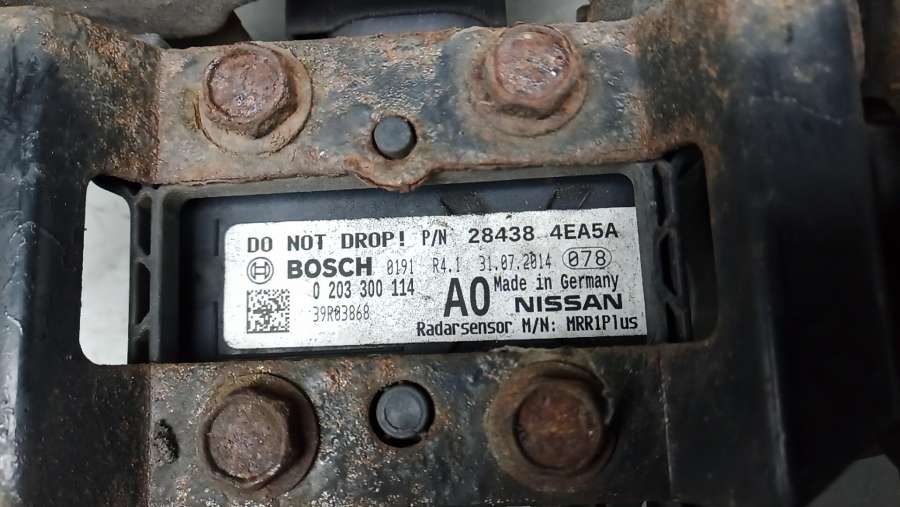 DO NOT DROP! P/N 28438 4EA5A
BOSCH 0191 R4.1 31.07.2014 078
0 203 300 114 A0 Made in Germany
39R03868 NISSAN
Radarsensor M/N: MRR1Plus